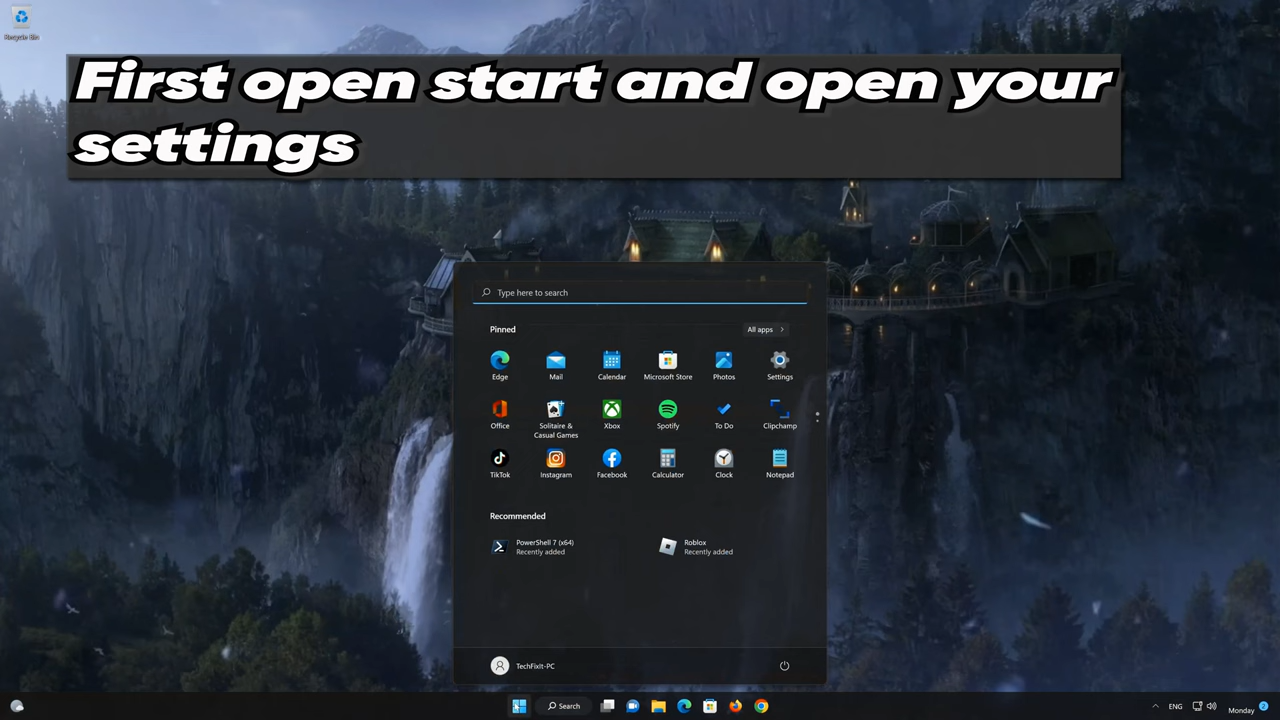 Recycle Bin
First open start and open your
settings
Type here to search
Pinned
All apps
Edge
Mail
Calendar
Microsoft Store
Photos
Settings
Office
Solitaire &
Casual Games
Xbox
Spotify
To Do
Clipchamp
TikTok
Instagram
Facebook
Calculator
Clock
Notepad
Recommended
PowerShell 7 (x64)
Recently added
Roblox
Recently added
TechFixIt-PC
Search
ENG
Monday
2